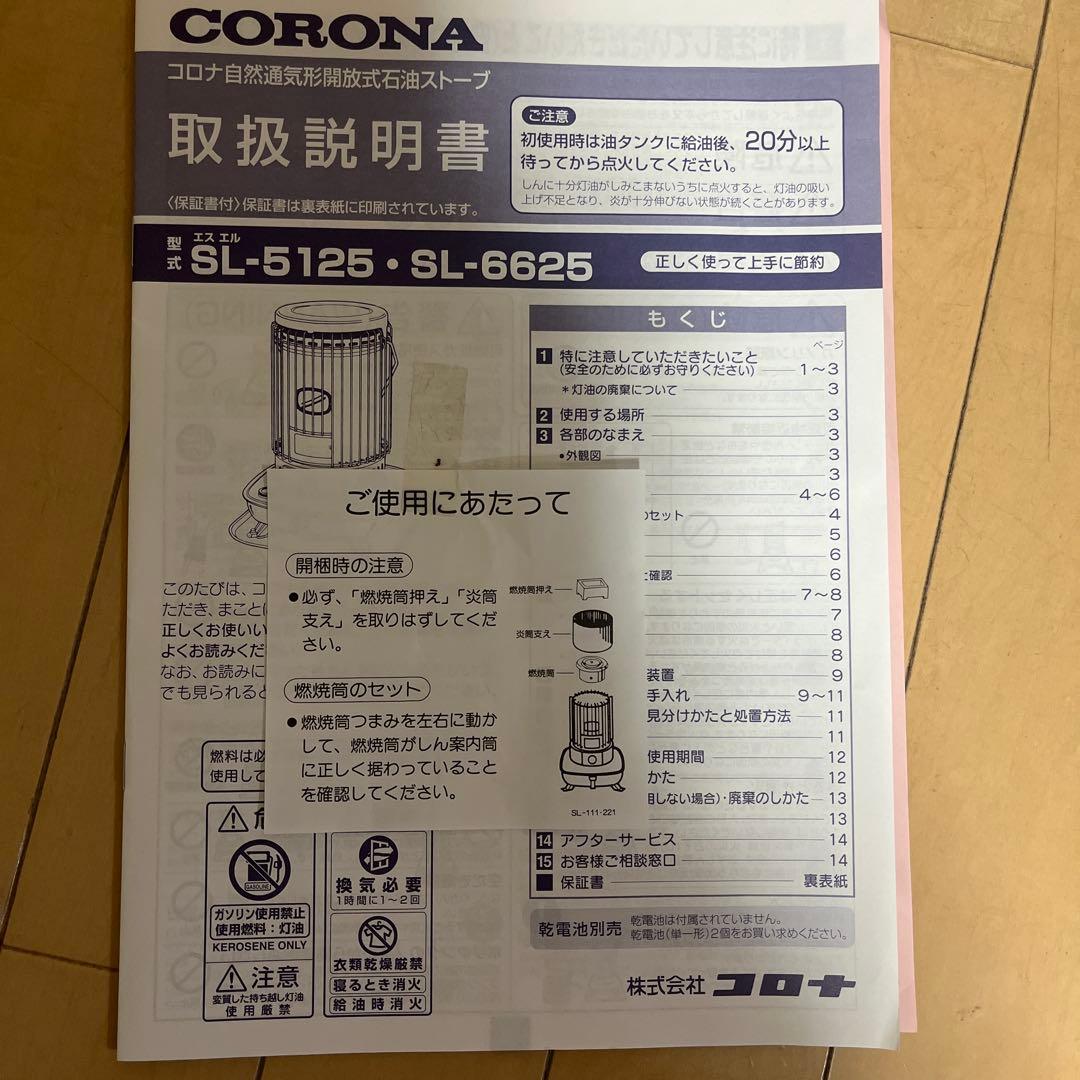 CORONA
コロナ自然通気形開放式石油ストーブ
取扱説明書
〈保証書付〉保証書は裏表紙に印刷されています。
ご注意
初使用時は油タンクに給油後、20分以上
待ってから点火してください。
しんに十分灯油がしみこまないうちに点火すると、灯油の吸い
上げ不足となり、炎が十分伸びない状態が続くことがあります。
型式
エス エル
SL-5125・SL-6625
正しく使って上手に節約
もくじ
ページ
1 特に注意していただきたいこと
(安全のために必ずお守りください) 1〜3
＊灯油の廃棄について 3
2 使用する場所 3
3 各部のなまえ 3
•外観図 3
3
4〜6
セット 4
5
6
確認 6
7〜8
7
8
8
装置 9
手入れ 9〜11
見分けかたと処置方法 11
11
使用期間 12
かた 12
しない場合)・廃棄のしかた 13
13
14 アフターサービス 14
15 お客様ご相談窓口 14
保証書 裏表紙
乾電池別売
乾電池は付属されていません。
乾電池(単一形)2個をお買い求めください。
株式会社 コロナ
ご使用にあたって
開梱時の注意
●必ず、「燃焼筒押え」「炎筒
支え」を取りはずしてくだ
さい。
燃焼筒のセット
●燃焼筒つまみを左右に動か
して、燃焼筒がしん案内筒
に正しく据わっていること
を確認してください。
燃焼筒押え
炎筒支え
燃焼筒
SL-111・221
このたびは、コ
ただき、まことに
正しくお使いい
よくお読みくだ
なお、お読みに
でも見られると
燃料は必
使用して
危
GASOLINE
ガソリン使用禁止
使用燃料：灯油
KEROSENE ONLY
注意
変質した持ち越し灯油
使用厳禁
換気必要
1時間に1〜2回
衣類乾燥厳禁
寝るとき消火
給油時消火